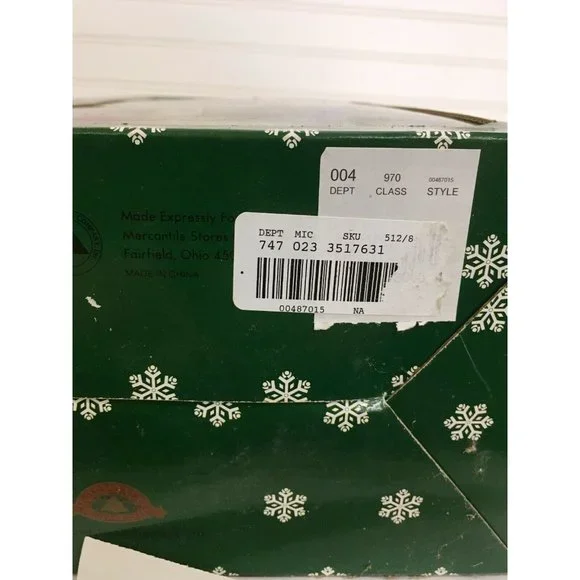 004 970 00487015
DEPT CLASS STYLE
Made Expressly Fo
Mercantile Stores
Fairfield, Ohio 450
MADE IN CHINA
DEPT MIC SKU 512/8
747 023 3517631
00487015 NA